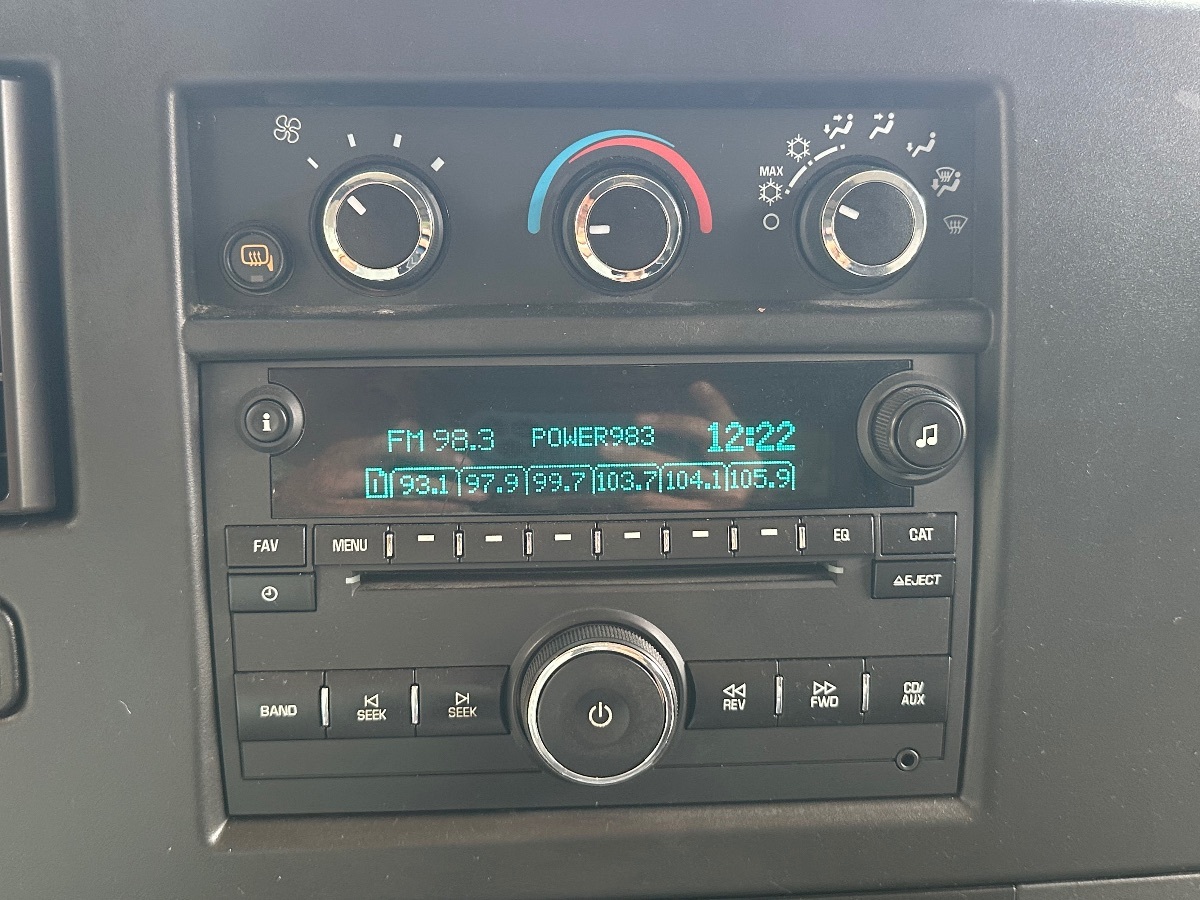 MAX
FM 98.3 POWER983 12:22
93.1 97.9 99.7 103.7 104.1 105.9
FAV MENU EQ CAT
EJECT
BAND SEEK SEEK REV FWD CD/
AUX